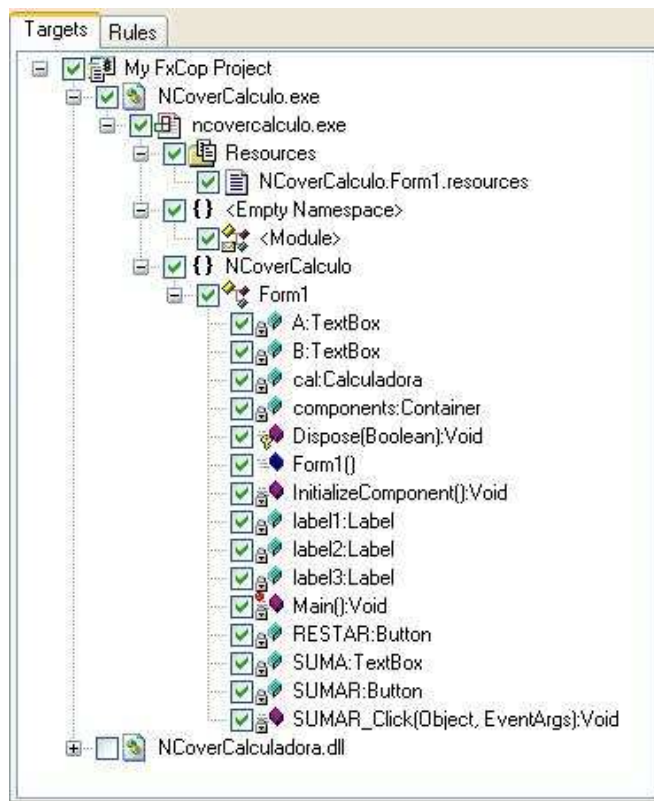 Targets Rules
My FxCop Project
NCoverCalculo.exe
ncovercalculo.exe
Resources
NCoverCalculo.Form1.resources
{} <Empty Namespace>
<Module>
{} NCoverCalculo
Form1
A:TextBox
B:TextBox
cal:Calculadora
components:Container
Dispose(Boolean):Void
Form1()
InitializeComponent():Void
label1:Label
label2:Label
label3:Label
Main():Void
RESTAR:Button
SUMA:TextBox
SUMAR:Button
SUMAR_Click(Object, EventArgs):Void
NCoverCalculadora.dll